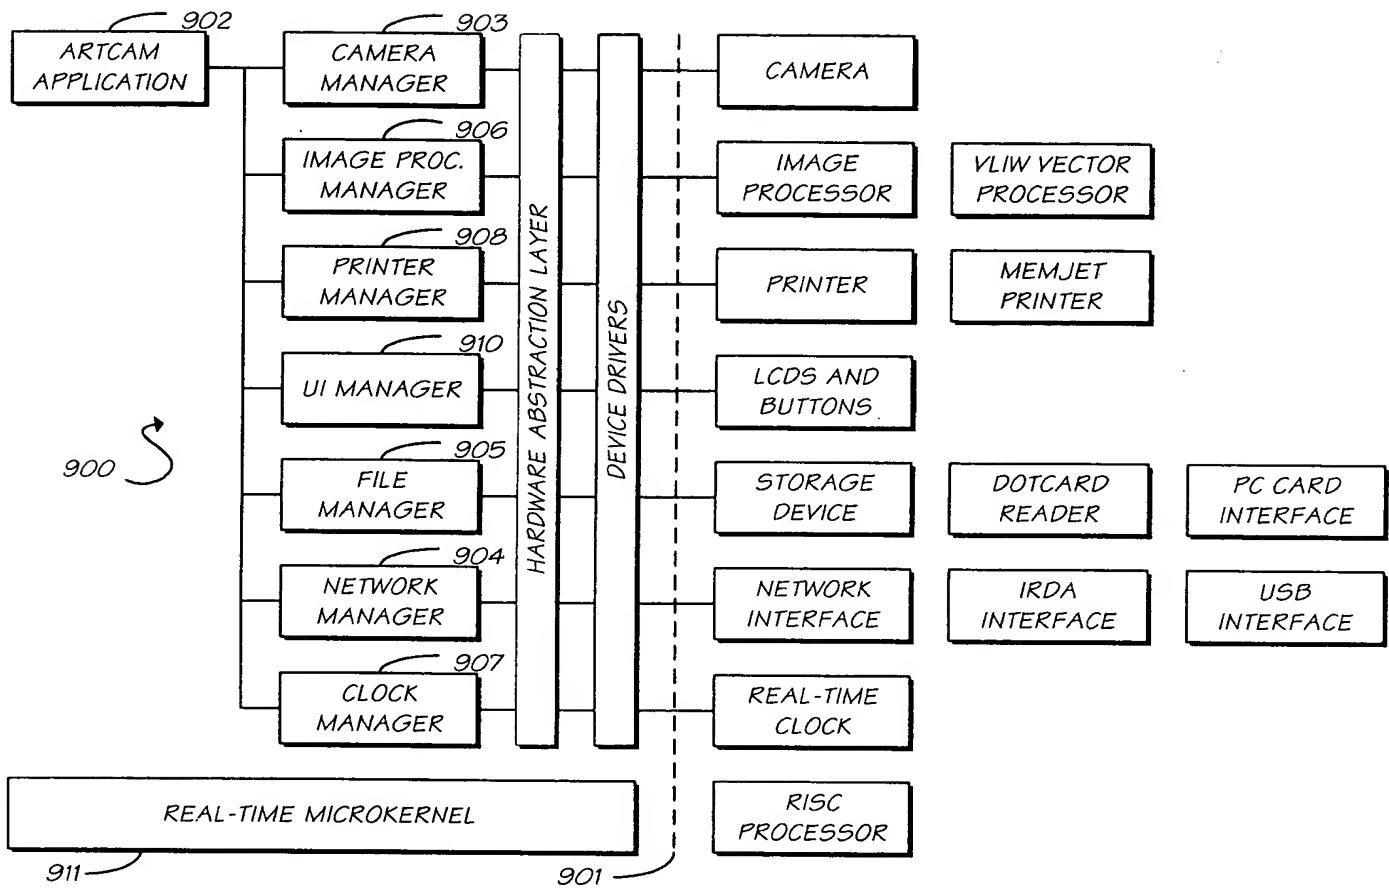 902
ARTCAM
APPLICATION
903
CAMERA
MANAGER
CAMERA
906
IMAGE PROC.
MANAGER
IMAGE
PROCESSOR
VLIW VECTOR
PROCESSOR
908
PRINTER
MANAGER
PRINTER
MEMJET
PRINTER
910
UI MANAGER
LCDS AND
BUTTONS
HARDWARE ABSTRACTION LAYER
DEVICE DRIVERS
900
905
FILE
MANAGER
STORAGE
DEVICE
DOTCARD
READER
PC CARD
INTERFACE
904
NETWORK
MANAGER
NETWORK
INTERFACE
IRDA
INTERFACE
USB
INTERFACE
907
CLOCK
MANAGER
REAL-TIME
CLOCK
REAL-TIME MICROKERNEL
RISC
PROCESSOR
911
901